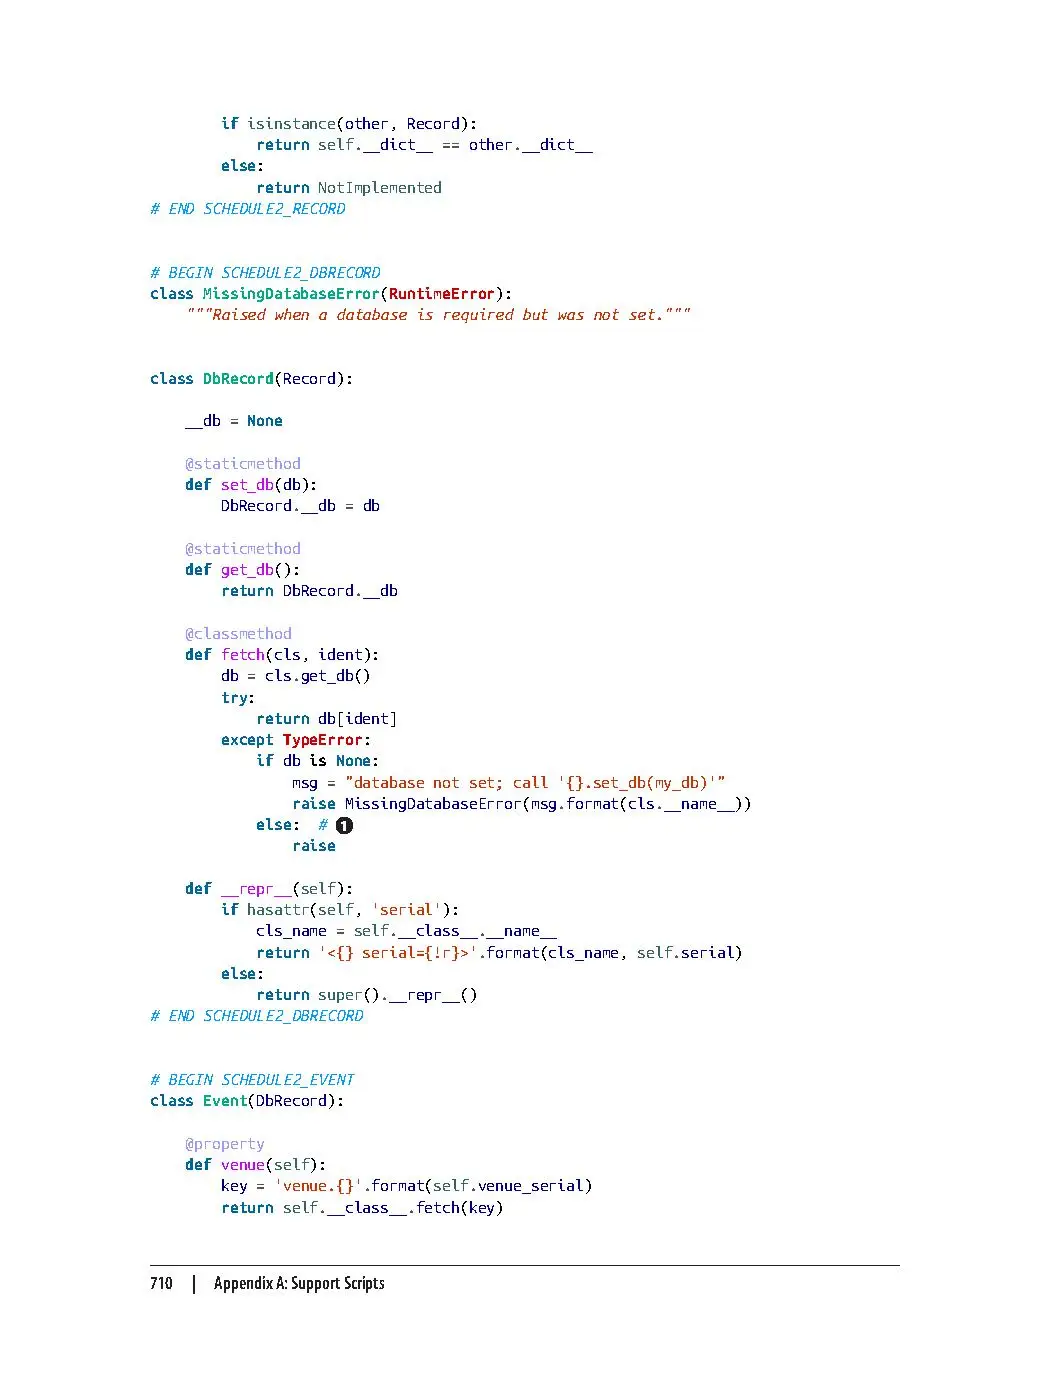 if isinstance(other, Record):
            return self.__dict__ == other.__dict__
        else:
            return NotImplemented
# END SCHEDULE2_RECORD
# BEGIN SCHEDULE2_DBRECORD
class MissingDatabaseError(RuntimeError):
    """Raised when a database is required but was not set."""
class DbRecord(Record):
    __db = None
    @staticmethod
    def set_db(db):
        DbRecord.__db = db
    @staticmethod
    def get_db():
        return DbRecord.__db
    @classmethod
    def fetch(cls, ident):
        db = cls.get_db()
        try:
            return db[ident]
        except TypeError:
            if db is None:
                msg = "database not set; call '{}.set_db(my_db)'"
                raise MissingDatabaseError(msg.format(cls.__name__))
            else:  # ❶
                raise
    def __repr__(self):
        if hasattr(self, 'serial'):
            cls_name = self.__class__.__name__
            return '<{} serial={!r}>'.format(cls_name, self.serial)
        else:
            return super().__repr__()
# END SCHEDULE2_DBRECORD
# BEGIN SCHEDULE2_EVENT
class Event(DbRecord):
    @property
    def venue(self):
        key = 'venue.{}'.format(self.venue_serial)
        return self.__class__.fetch(key)
710 | Appendix A: Support Scripts